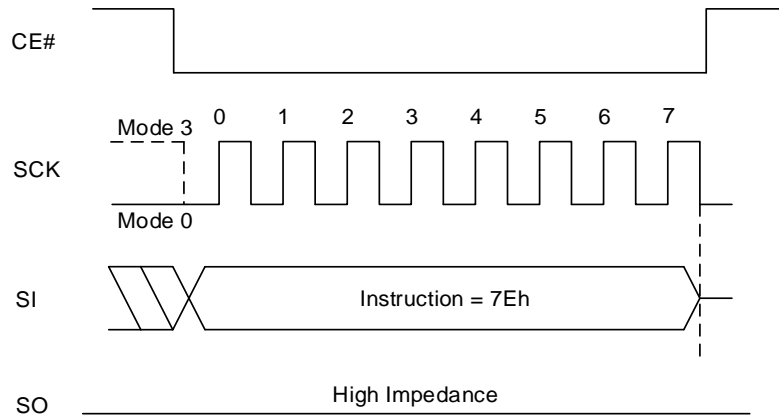 CE#
Mode 3
0 1 2 3 4 5 6 7
SCK
Mode 0
SI
Instruction = 7Eh
SO
High Impedance